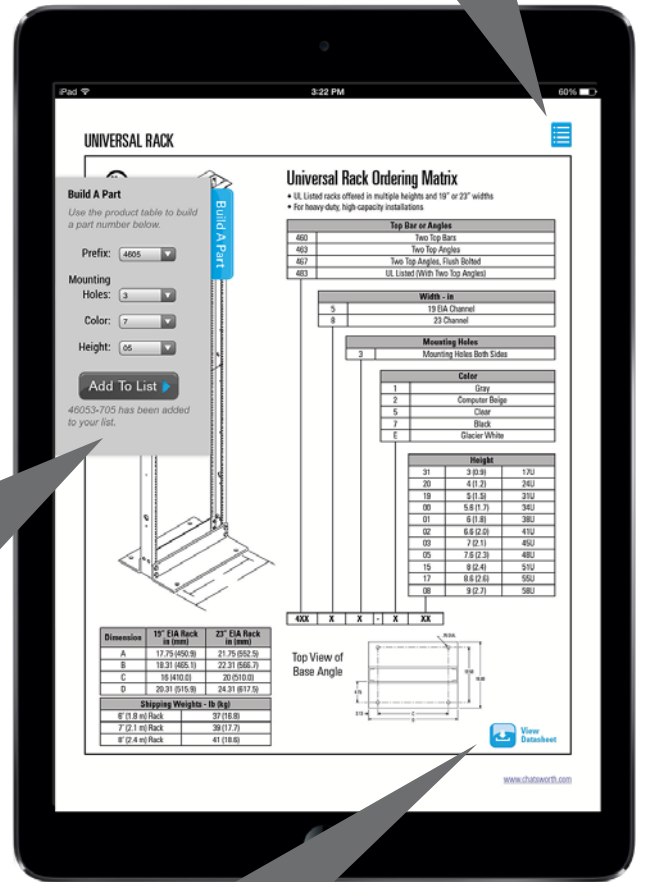 iPad
3:22 PM
60%
UNIVERSAL RACK
Build A Part
Use the product table to build
a part number below.
Prefix: 4605
Mounting
Holes: 3
Color: 7
Height: 05
Add To List
46053-705 has been added
to your list.
Build A Part
Universal Rack Ordering Matrix
• UL Listed racks offered in multiple heights and 19" or 23" widths
• For heavy-duty, high-capacity installations
Top Bar or Angles
460 Two Top Bars
463 Two Top Angles
467 Two Top Angles, Flush Bolted
483 UL Listed (With Two Top Angles)
Width - in
5 19 EIA Channel
8 23 Channel
Mounting Holes
3 Mounting Holes Both Sides
Color
1 Gray
2 Computer Beige
5 Clear
7 Black
E Glacier White
Height
31 3 (0.9) 17U
20 4 (1.2) 24U
19 5 (1.5) 31U
00 5.6 (1.7) 34U
01 6 (1.8) 38U
02 6.6 (2.0) 41U
03 7 (2.1) 45U
05 7.6 (2.3) 48U
15 8 (2.4) 51U
17 8.6 (2.6) 55U
08 9 (2.7) 58U
4XX X X - X XX
Dimension 19" EIA Rack in (mm) 23" EIA Rack in (mm)
A 17.75 (450.9) 21.75 (552.5)
B 18.31 (465.1) 22.31 (566.7)
C 16 (410.0) 20 (510.0)
D 20.31 (515.9) 24.31 (617.5)
Shipping Weights - lb (kg)
6' (1.8 m) Rack 37 (16.8)
7' (2.1 m) Rack 39 (17.7)
8' (2.4 m) Rack 41 (18.6)
Top View of
Base Angle
View
Datasheet
www.chatsworth.com